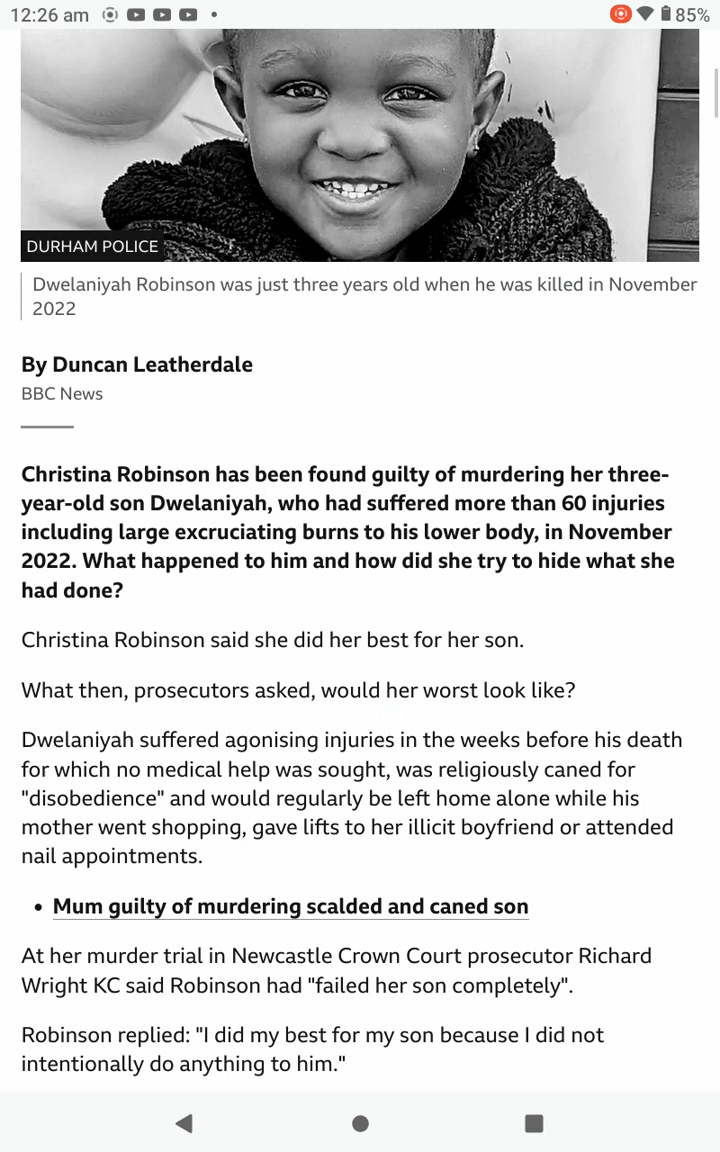 12:26 am
85%
DURHAM POLICE
Dwelaniyah Robinson was just three years old when he was killed in November
2022
By Duncan Leatherdale
BBC News
Christina Robinson has been found guilty of murdering her three-
year-old son Dwelaniyah, who had suffered more than 60 injuries
including large excruciating burns to his lower body, in November
2022. What happened to him and how did she try to hide what she
had done?
Christina Robinson said she did her best for her son.
What then, prosecutors asked, would her worst look like?
Dwelaniyah suffered agonising injuries in the weeks before his death
for which no medical help was sought, was religiously caned for
"disobedience" and would regularly be left home alone while his
mother went shopping, gave lifts to her illicit boyfriend or attended
nail appointments.
• Mum guilty of murdering scalded and caned son
At her murder trial in Newcastle Crown Court prosecutor Richard
Wright KC said Robinson had "failed her son completely".
Robinson replied: "I did my best for my son because I did not
intentionally do anything to him."